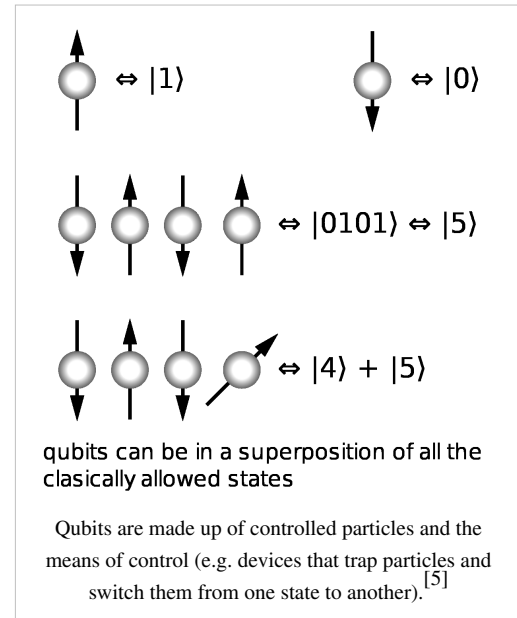 ⇔ |1⟩ ⇔ |0⟩
⇔ |0101⟩ ⇔ |5⟩
⇔ |4⟩ + |5⟩
qubits can be in a superposition of all the
clasically allowed states
Qubits are made up of controlled particles and the
means of control (e.g. devices that trap particles and
switch them from one state to another).[5]